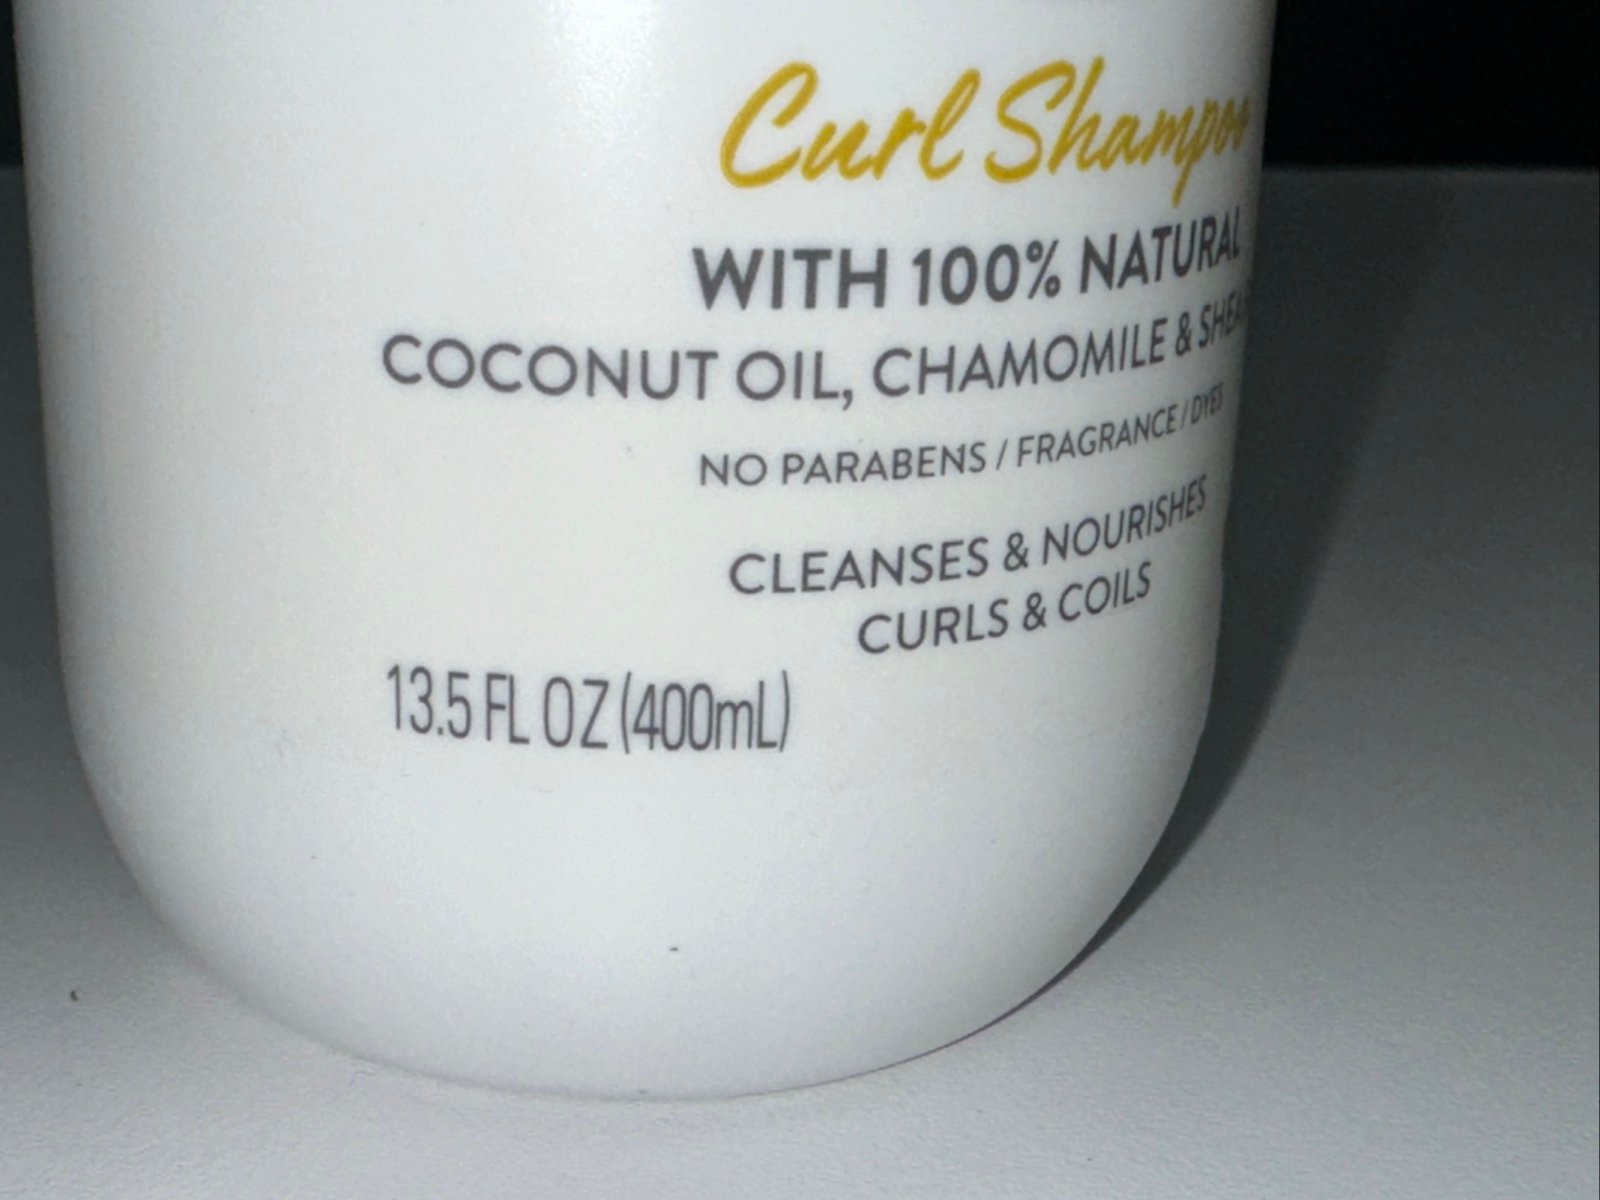 Curl Shampoo
WITH 100% NATURAL
COCONUT OIL, CHAMOMILE & SHEA
NO PARABENS / FRAGRANCE / DYES
CLEANSES & NOURISHES
CURLS & COILS
13.5 FL OZ (400mL)